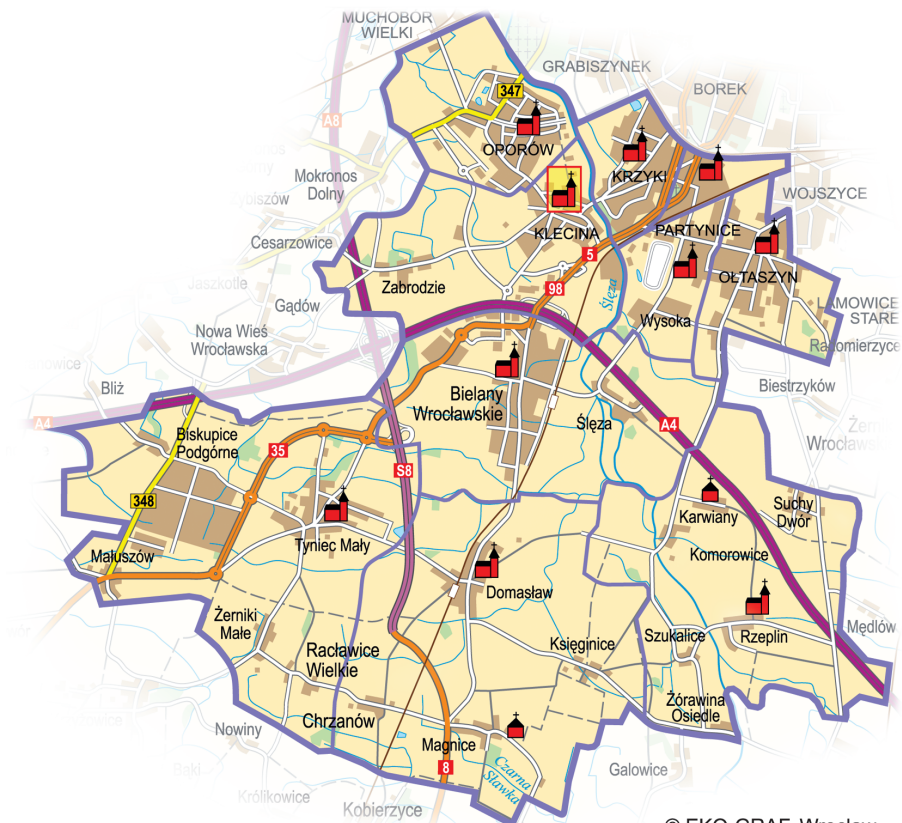 MUCHOBÓR
WIELKI
GRABISZYNEK
BOREK
347
A8
OPORÓW
KRZYKI
Mokronos
Dolny
WOJSZYCE
KLECINA
PARTYNICE
Cesarzowice
5
OŁTASZYN
Jaszkotle
Zabrodzie
98
Ślęza
Gądów
LAMOWICE
STARE
Wysoka
Nowa Wieś
Wrocławska
Radomierzyce
Bliż
Biestrzyków
Bielany
Wrocławskie
A4
Ślęza
A4
Biskupice
Podgórne
35
S8
348
Suchy
Dwór
Karwiany
Tyniec Mały
Małuszów
Komorowice
Domasław
Żerniki
Małe
Mędłów
Księginice
Szukalice
Rzeplin
Racławice
Wielkie
Żórawina
Osiedle
Chrzanów
Nowiny
Magnice
8
Czarna
Sławka
Galowice
Królikowice
Kobierzyce